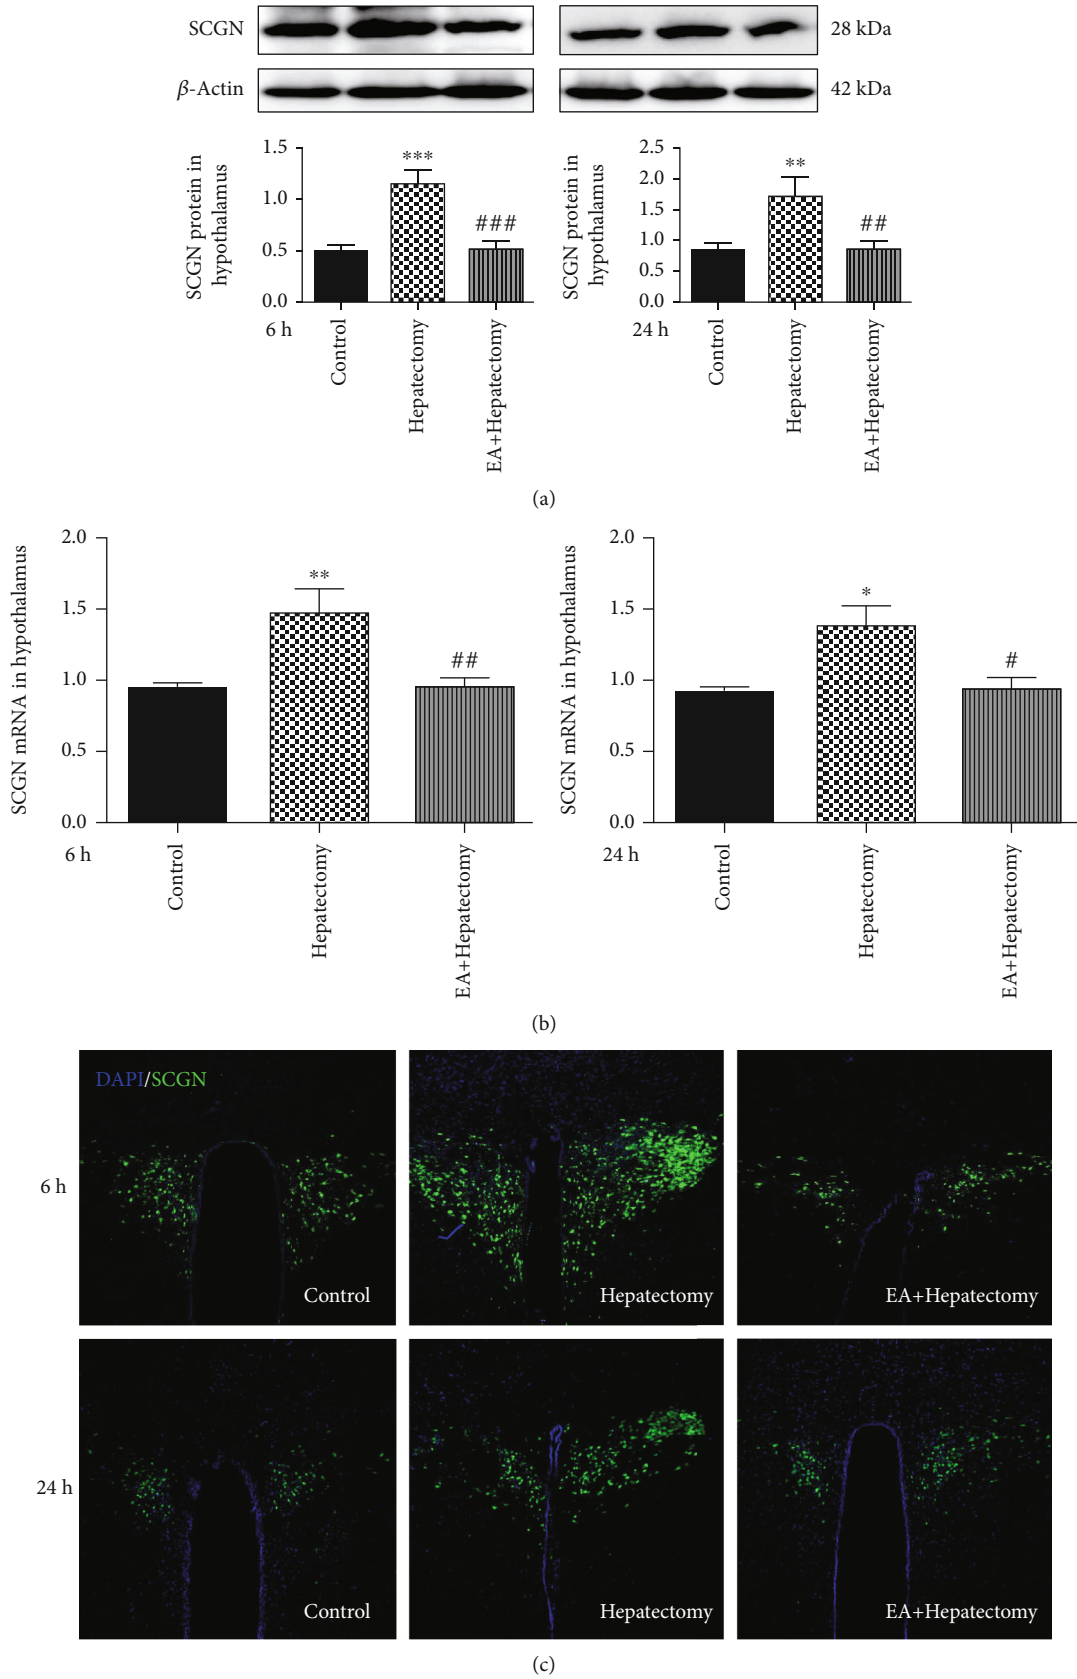 SCGN
28 kDa
β-Actin
42 kDa
SCGN protein in
hypothalamus
1.5
1.0
0.5
0.0
***
###
6 h
Control
Hepatectomy
EA+Hepatectomy
SCGN protein in
hypothalamus
2.5
2.0
1.5
1.0
0.5
0.0
**
##
24 h
Control
Hepatectomy
EA+Hepatectomy
(a)
SCGN mRNA in hypothalamus
2.0
1.5
1.0
0.5
0.0
**
##
6 h
Control
Hepatectomy
EA+Hepatectomy
SCGN mRNA in hypothalamus
2.0
1.5
1.0
0.5
0.0
*
#
24 h
Control
Hepatectomy
EA+Hepatectomy
(b)
DAPI/SCGN
6 h
Control
Hepatectomy
EA+Hepatectomy
24 h
Control
Hepatectomy
EA+Hepatectomy
(c)